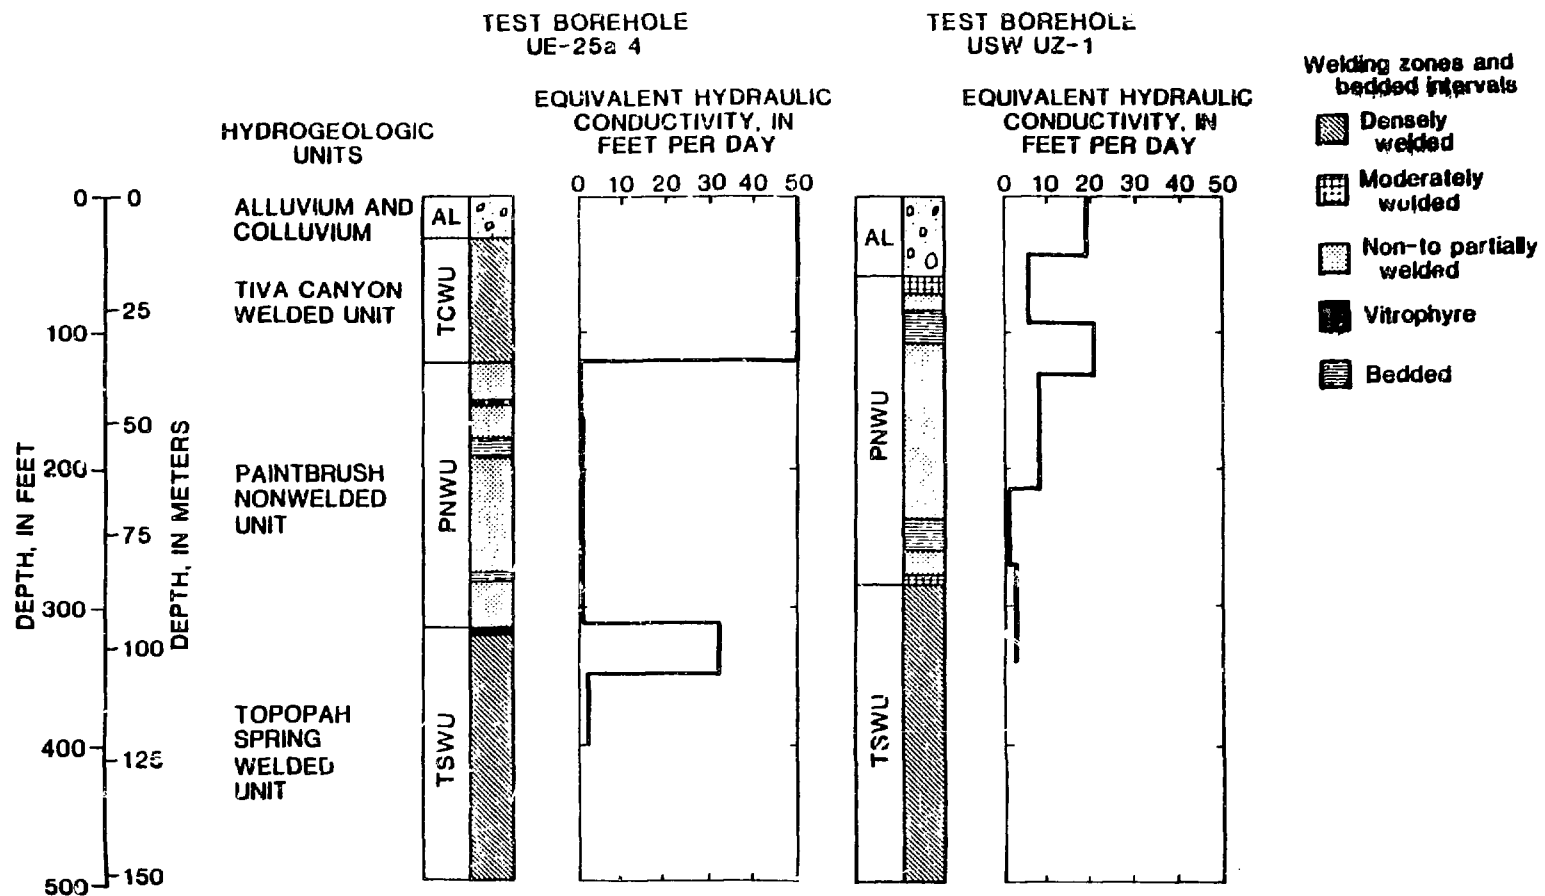 TEST BOREHOLE
UE-25a 4
TEST BOREHOLE
USW UZ-1
HYDROGEOLOGIC
UNITS
EQUIVALENT HYDRAULIC
CONDUCTIVITY, IN
FEET PER DAY
EQUIVALENT HYDRAULIC
CONDUCTIVITY, IN
FEET PER DAY
Welding zones and
bedded intervals
Densely
welded
Moderately
welded
Non-to partially
welded
Vitrophyre
Bedded
0 10 20 30 40 50
0 10 20 30 40 50
DEPTH, IN FEET
0
100
200
300
400
500
DEPTH, IN METERS
0
25
50
75
100
125
150
ALLUVIUM AND
COLLUVIUM
TIVA CANYON
WELDED UNIT
PAINTBRUSH
NONWELDED
UNIT
TOPOPAH
SPRING
WELDED
UNIT
AL
TCWU
PNWU
TSWU
AL
PNWU
TSWU